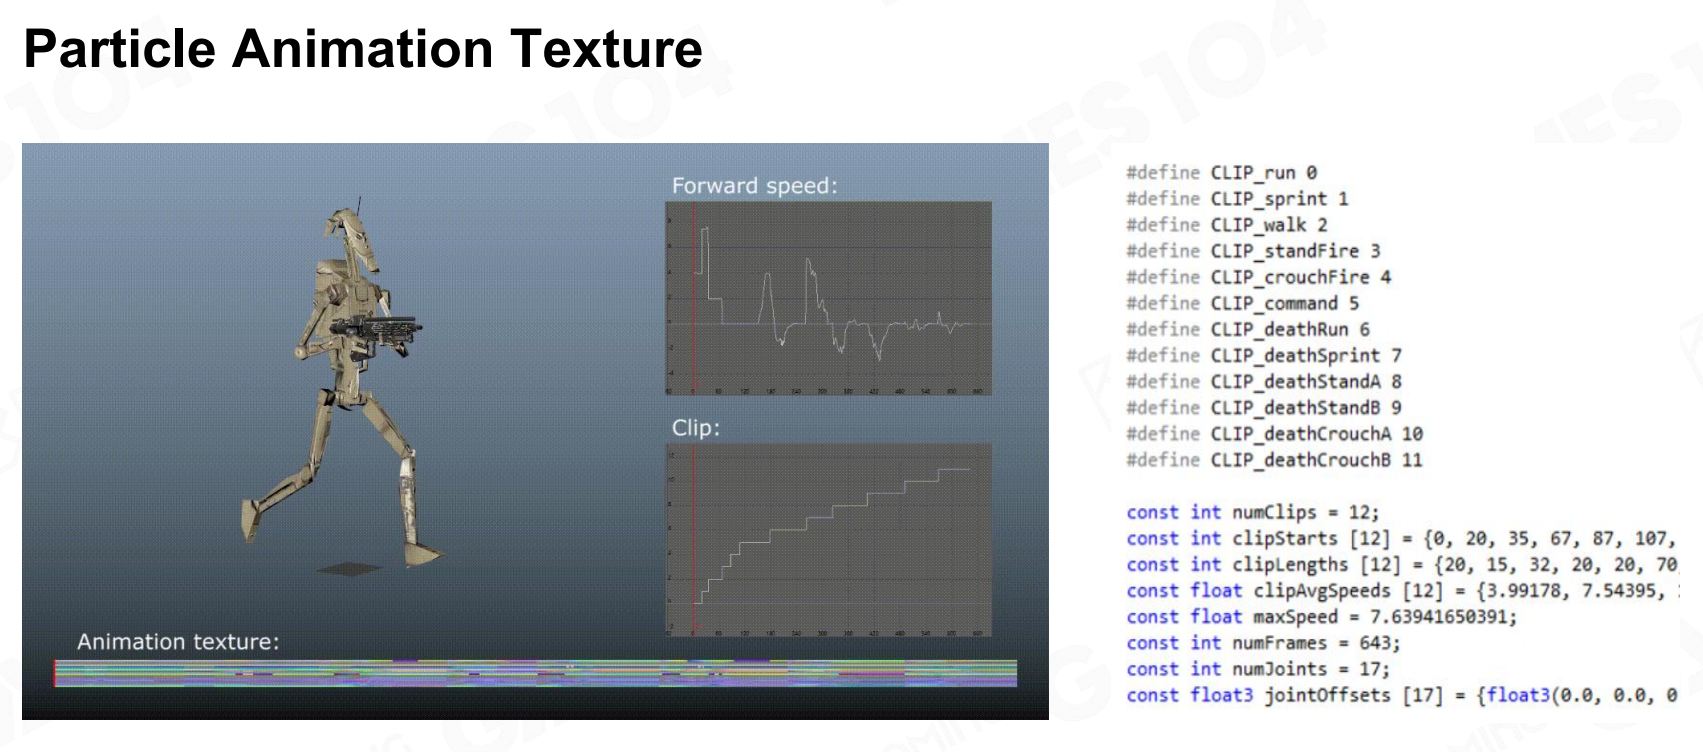 Particle Animation Texture
Forward speed:
Clip:
Animation texture:
#define CLIP_run 0
#define CLIP_sprint 1
#define CLIP_walk 2
#define CLIP_standFire 3
#define CLIP_crouchFire 4
#define CLIP_command 5
#define CLIP_deathRun 6
#define CLIP_deathSprint 7
#define CLIP_deathStandA 8
#define CLIP_deathStandB 9
#define CLIP_deathCrouchA 10
#define CLIP_deathCrouchB 11
const int numClips = 12;
const int clipStarts [12] = {0, 20, 35, 67, 87, 107,
const int clipLengths [12] = {20, 15, 32, 20, 20, 70
const float clipAvgSpeeds [12] = {3.99178, 7.54395,
const float maxSpeed = 7.63941650391;
const int numFrames = 643;
const int numJoints = 17;
const float3 jointOffsets [17] = {float3(0.0, 0.0, 0